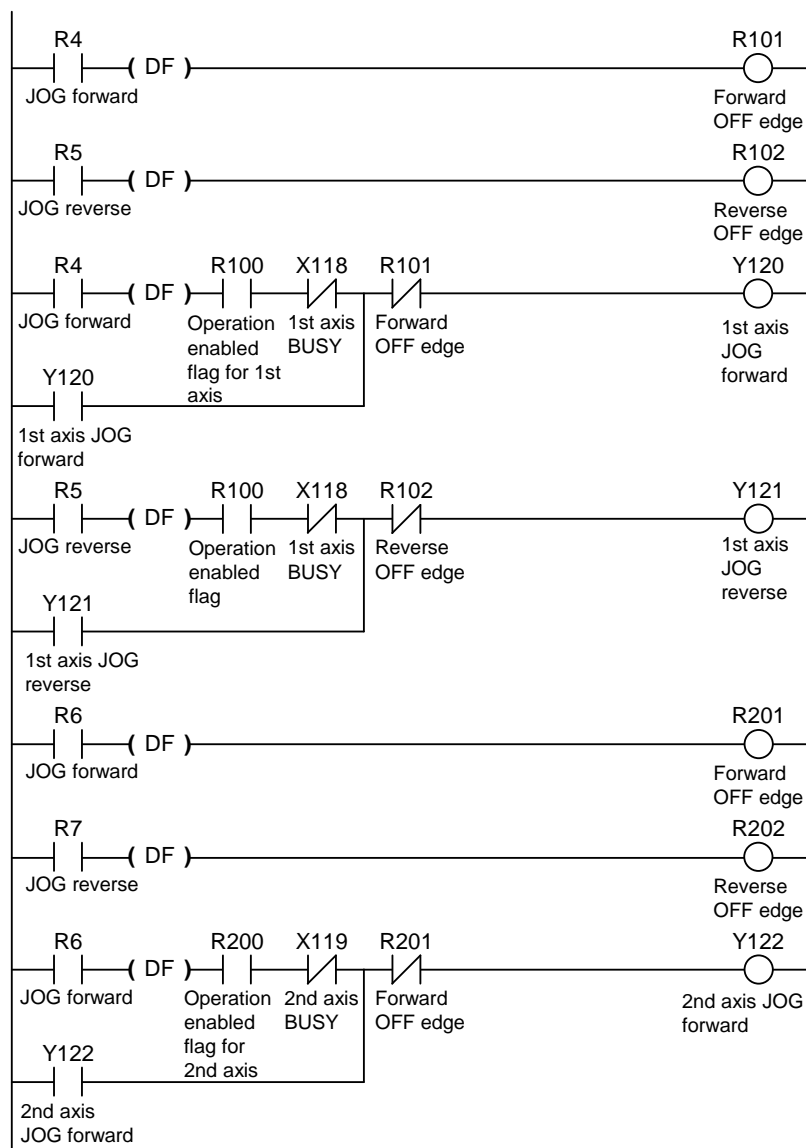 R4 R101
( DF )
JOG forward Forward
OFF edge
R5 R102
( DF )
JOG reverse Reverse
OFF edge
R4 R100 X118 R101 Y120
( DF )
JOG forward Operation 1st axis Forward 1st axis
enabled BUSY OFF edge JOG
flag for 1st forward
axis
Y120
1st axis JOG
forward
R5 R100 X118 R102 Y121
( DF )
JOG reverse Operation 1st axis Reverse 1st axis
enabled BUSY OFF edge JOG
flag reverse
Y121
1st axis JOG
reverse
R6 R201
( DF )
JOG forward Forward
OFF edge
R7 R202
( DF )
JOG reverse Reverse
OFF edge
R6 R200 X119 R201 Y122
( DF )
JOG forward Operation 2nd axis Forward 2nd axis JOG
enabled BUSY OFF edge forward
flag for
2nd axis
Y122
2nd axis
JOG forward